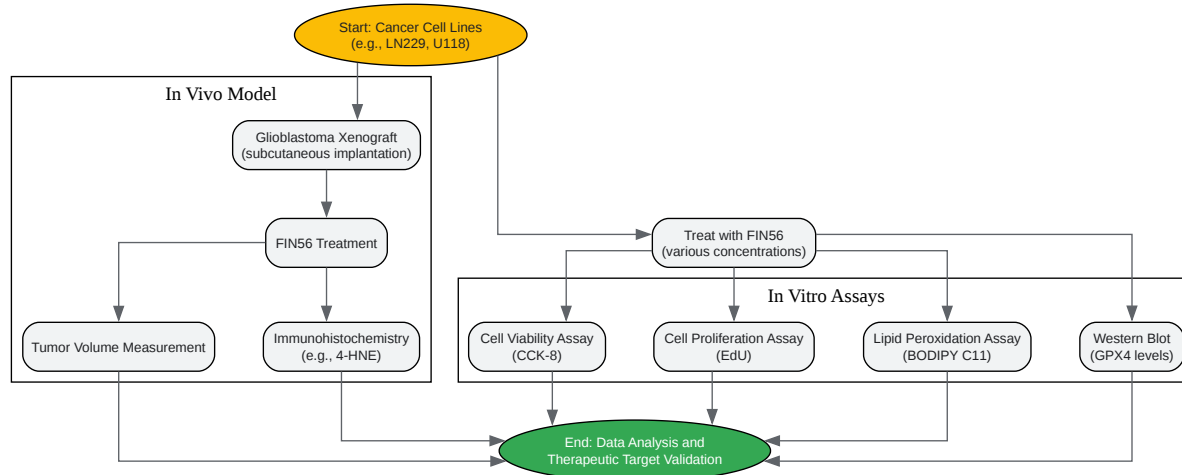 Start: Cancer Cell Lines
(e.g., LN229, U118)
In Vivo Model
Glioblastoma Xenograft
(subcutaneous implantation)
FIN56 Treatment
Treat with FIN56
(various concentrations)
In Vitro Assays
Tumor Volume Measurement
Immunohistochemistry
(e.g., 4-HNE)
Cell Viability Assay
(CCK-8)
Cell Proliferation Assay
(EdU)
Lipid Peroxidation Assay
(BODIPY C11)
Western Blot
(GPX4 levels)
End: Data Analysis and
Therapeutic Target Validation